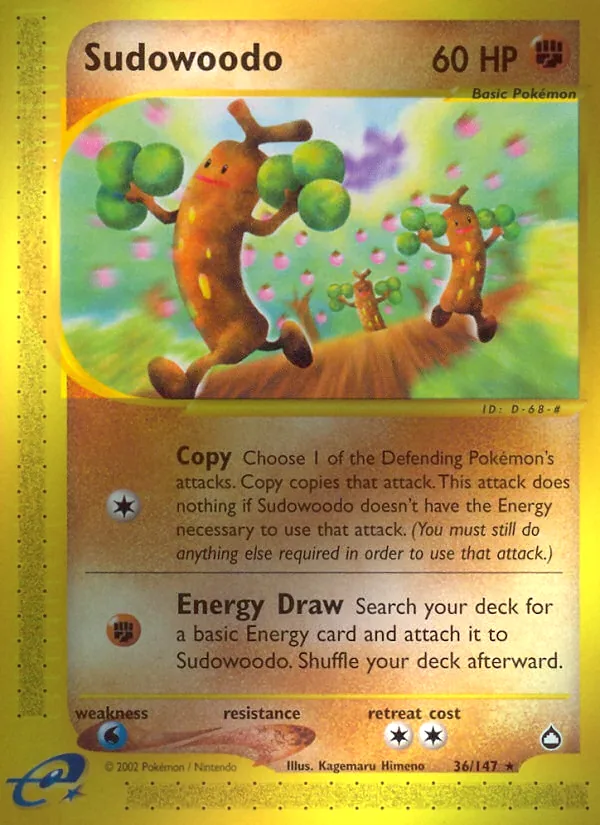 Sudowoodo 60 HP
Basic Pokémon
ID: D-68-#
Copy Choose 1 of the Defending Pokémon's
attacks. Copy copies that attack. This attack does
nothing if Sudowoodo doesn't have the Energy
necessary to use that attack. (You must still do
anything else required in order to use that attack.)
Energy Draw Search your deck for
a basic Energy card and attach it to
Sudowoodo. Shuffle your deck afterward.
weakness resistance retreat cost
© 2002 Pokémon / Nintendo Illus. Kagemaru Himeno 36/147 ★
e